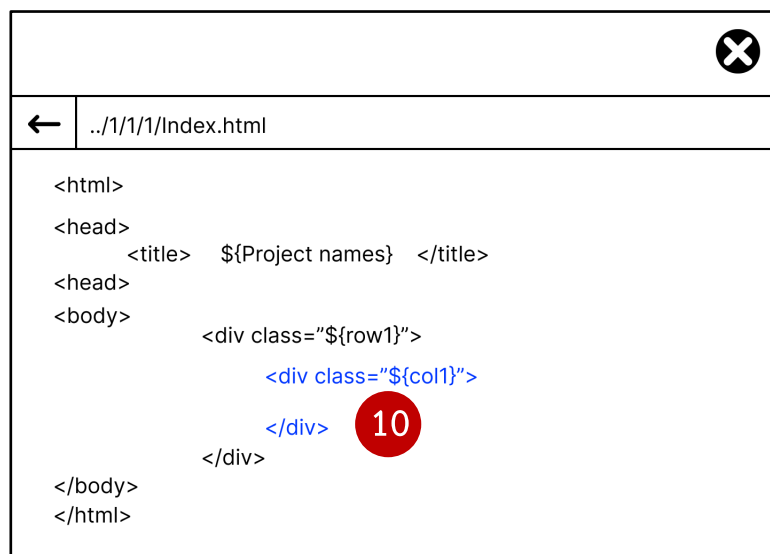 ../1/1/1/Index.html
<html>
<head>
<title> ${Project names} </title>
<head>
<body>
<div class=”${row1}”>
<div class=”${col1}”>
</div> 10
</div>
</body>
</html>